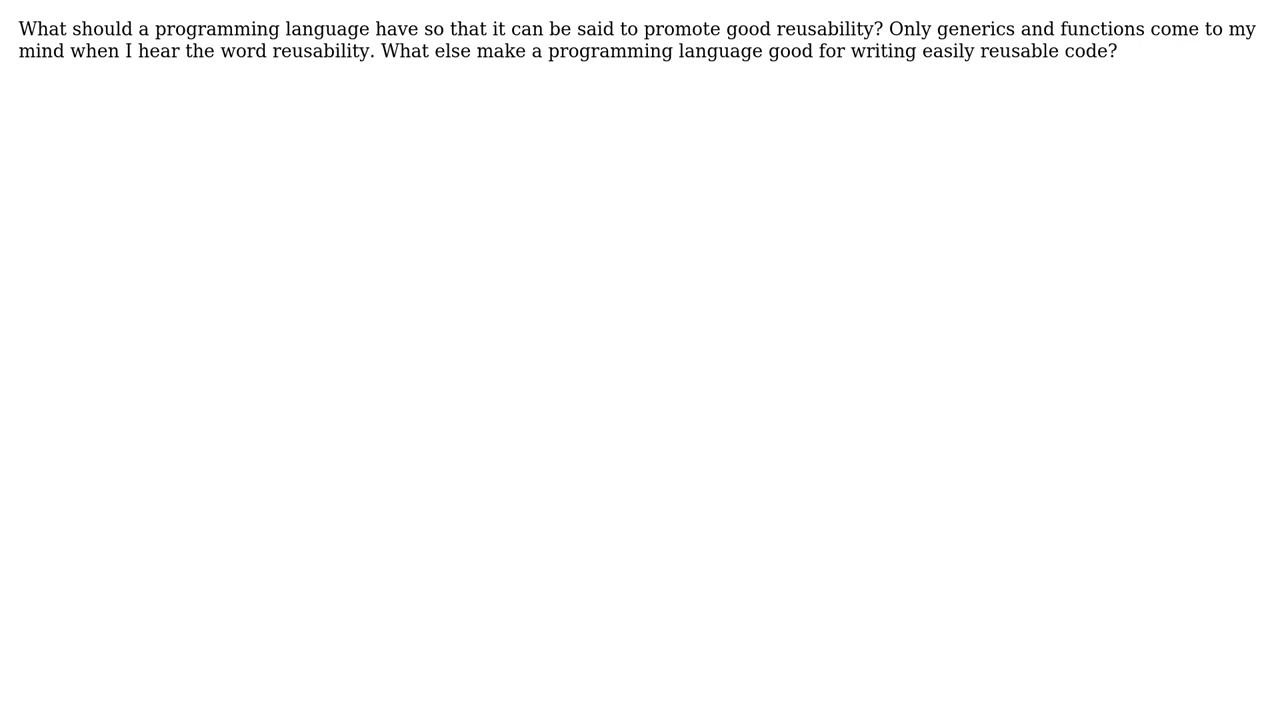 What should a programming language have so that it can be said to promote good reusability? Only generics and functions come to my
mind when I hear the word reusability. What else make a programming language good for writing easily reusable code?